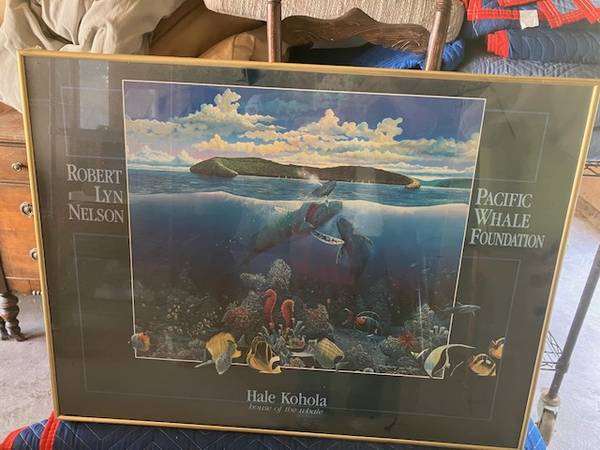 ROBERT
LYN
NELSON
PACIFIC
WHALE
FOUNDATION
Hale Kohola
house of the whale